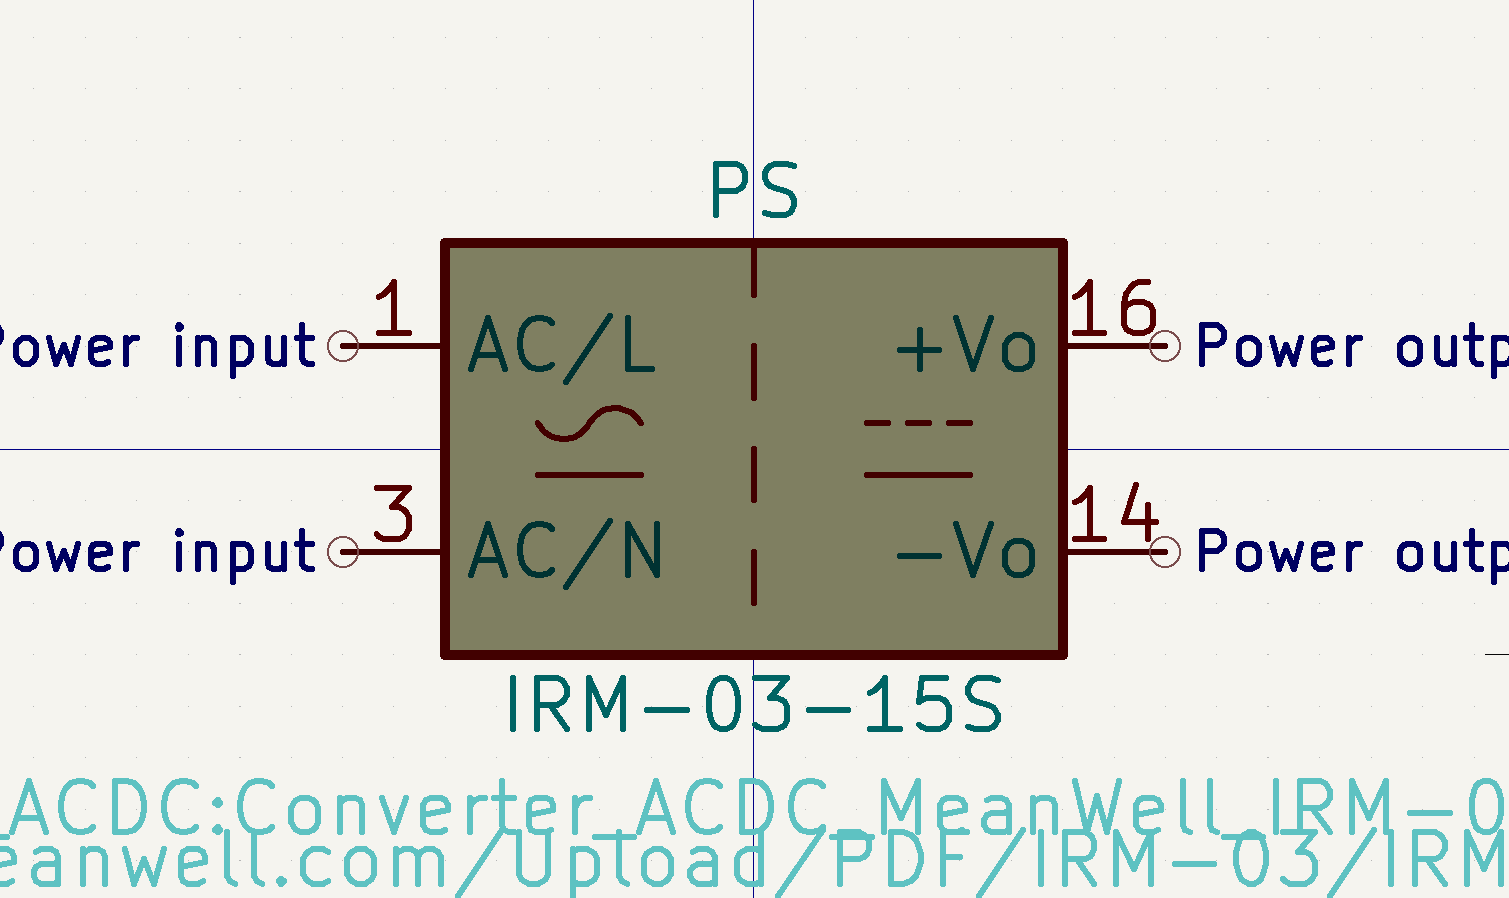 PS
1
16
Power input
AC/L
+Vo
Power outp
3
14
Power input
AC/N
-Vo
Power outp
IRM-03-15S
_ACDC:Converter_ACDC_MeanWell_IRM-0
eanwell.com/Upload/PDF/IRM-03/IRM